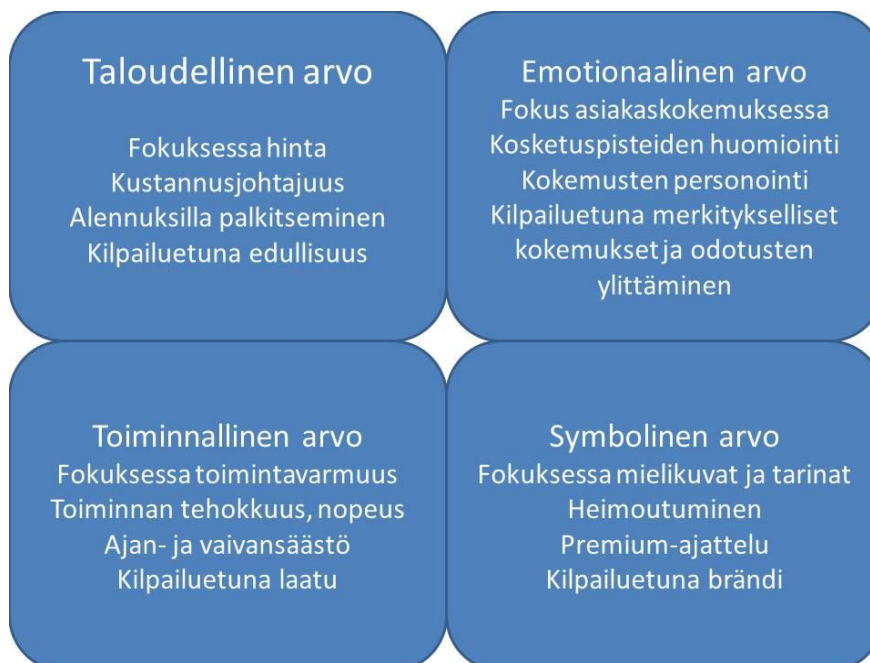 Taloudellinen arvo
Fokuksessa hinta
Kustannusjohtajuus
Alennuksilla palkitseminen
Kilpailuetuna edullisuus
Emotionaalinen arvo
Fokus asiakaskokemuksessa
Kosketuspisteiden huomiointi
Kokemusten personointi
Kilpailuetuna merkitykselliset
kokemukset ja odotusten
ylittäminen
Toiminnallinen arvo
Fokuksessa toimintavarmuus
Toiminnan tehokkuus, nopeus
Ajan- ja vaivansäästö
Kilpailuetuna laatu
Symbolinen arvo
Fokuksessa mielikuvat ja tarinat
Heimoutuminen
Premium-ajattelu
Kilpailuetuna brändi